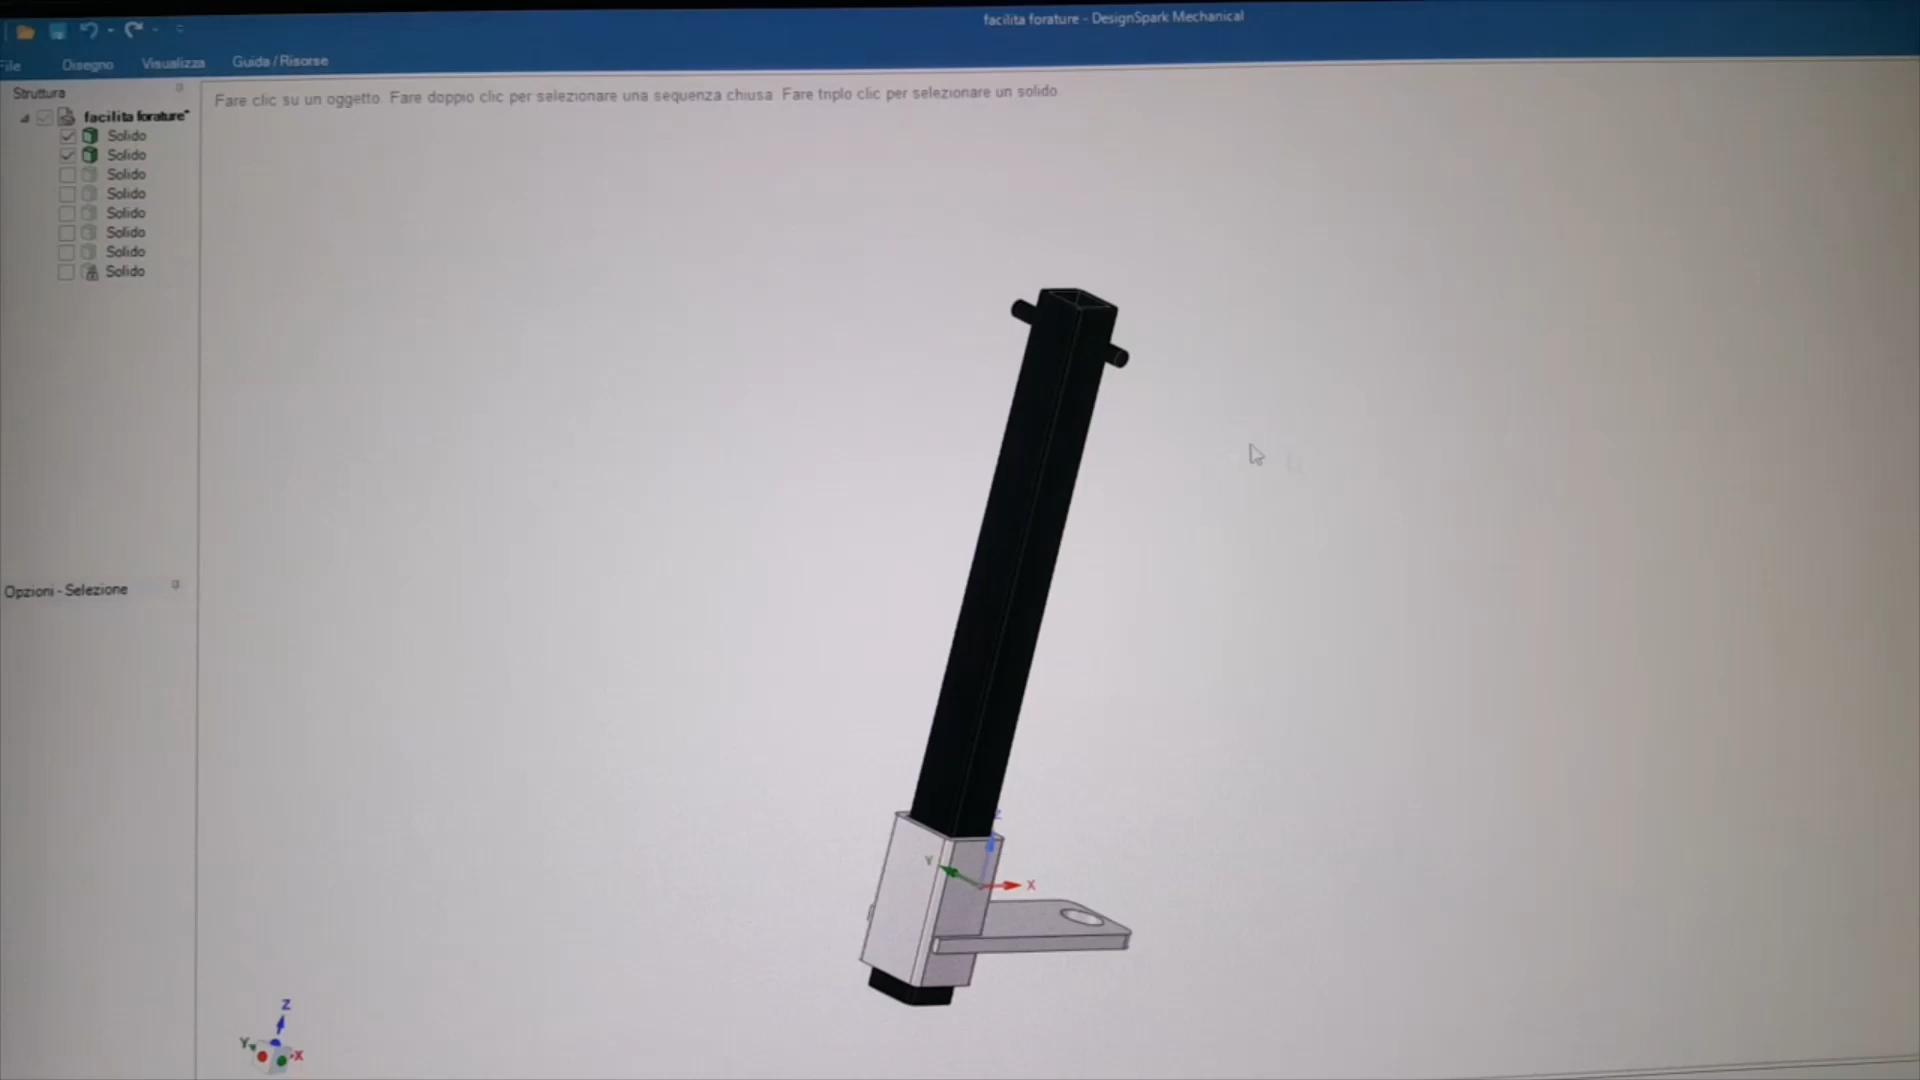 facilita forature - DesignSpark Mechanical
File Disegno Visualizza Guida / Risorse
Struttura
Fare clic su un oggetto. Fare doppio clic per selezionare una sequenza chiusa. Fare triplo clic per selezionare un solido.
facilita forature*
Solido
Solido
Solido
Solido
Solido
Solido
Solido
Solido
Opzioni - Selezione
Z
Y
X
Z
Y
X